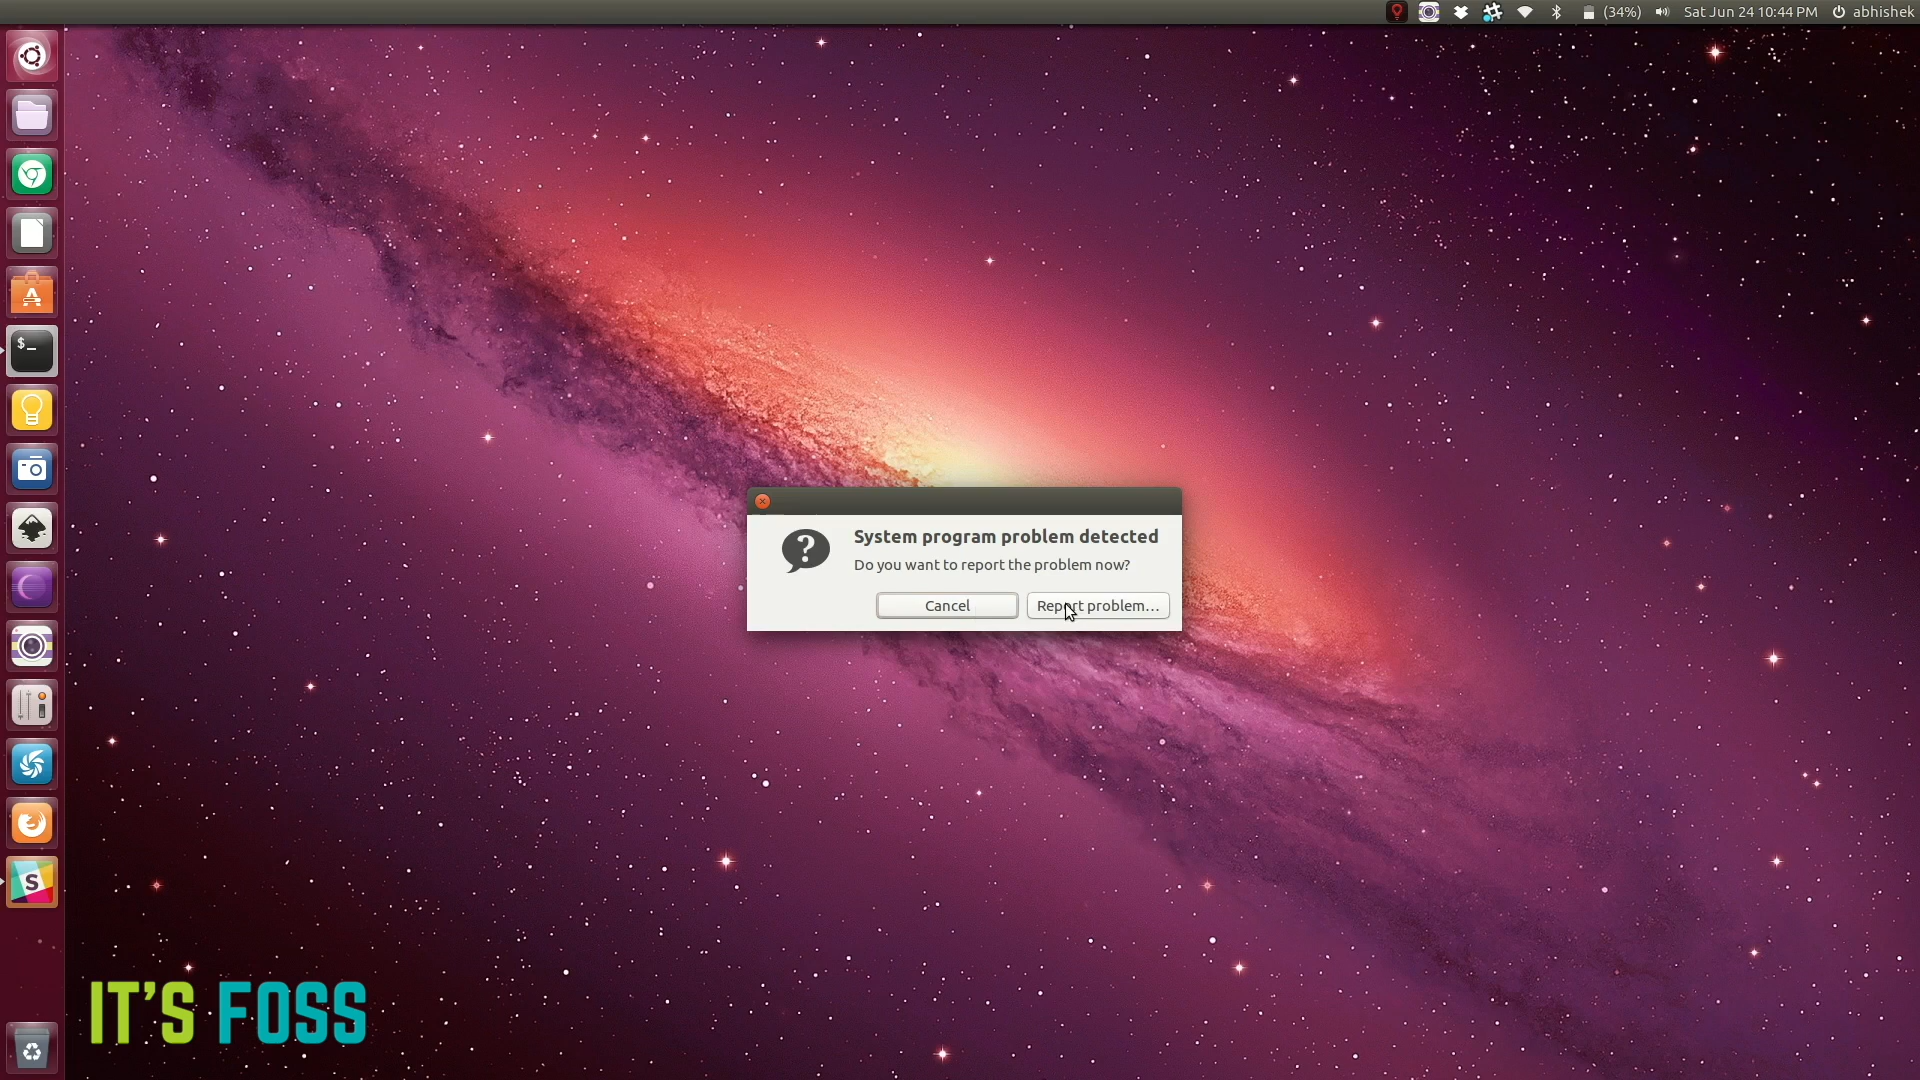 (34%) Sat Jun 24 10:44 PM abhishek
A
$_
System program problem detected
Do you want to report the problem now?
Cancel Report problem...
S
IT'S FOSS